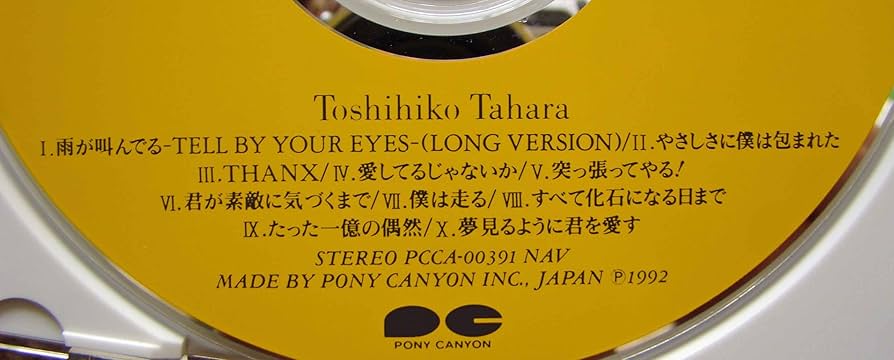 Toshihiko Tahara
I.雨が叫んでる-TELL BY YOUR EYES-(LONG VERSION)/II.やさしさに僕は包まれた
III.THANX/IV.愛してるじゃないか/V.突っ張ってやる!
VI.君が素敵に気づくまで/VII.僕は走る/VIII.すべて化石になる日まで
IX.たった一億の偶然/X.夢見るように君を愛す
STEREO PCCA-00391 NAV
MADE BY PONY CANYON INC., JAPAN Ⓟ1992
PC
PONY CANYON